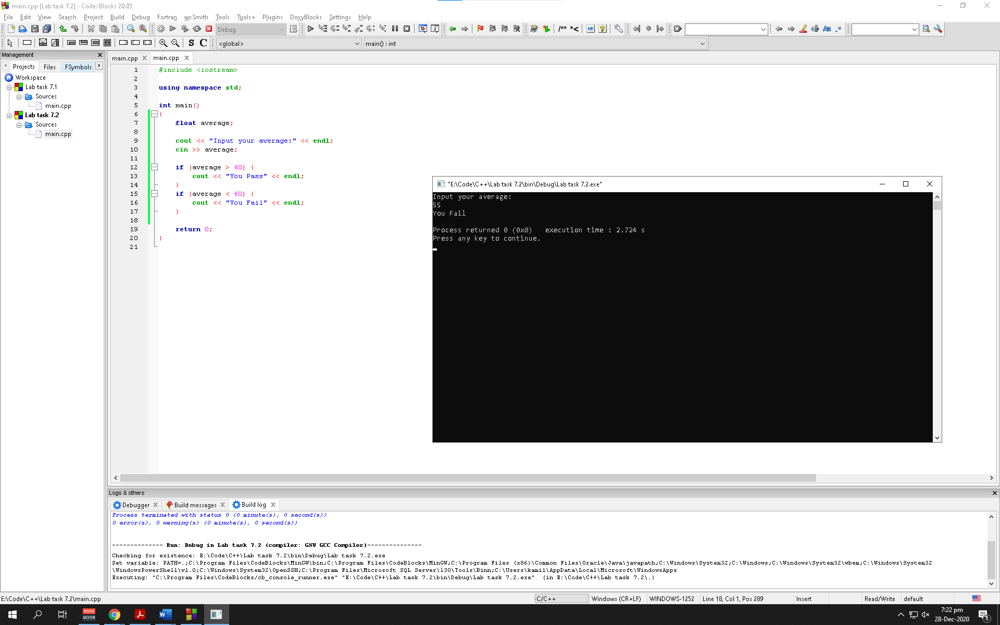 main.cpp [Lab task 7.2] - Code::Blocks 20.03
File Edit View Search Project Build Debug Fortran wxSmith Tools Tools+ Plugins DoxyBlocks Settings Help
Debug
/** *<
Aa .*
S C
<global>
main() : int
Management
Projects Files FSymbols
main.cpp main.cpp
Workspace
Lab task 7.1
Sources
main.cpp
Lab task 7.2
Sources
main.cpp
1 #include <iostream>
2
3 using namespace std;
4
5 int main()
6 {
7 float average;
8
9 cout << "Input your average:" << endl;
10 cin >> average;
11
12 if (average > 60) {
13 cout << "You Pass" << endl;
14 }
15 if (average < 60) {
16 cout << "You Fail" << endl;
17 }
18
19 return 0;
20 }
21
"E:\Code\C++\Lab task 7.2\bin\Debug\Lab task 7.2.exe"
Input your average:
55
You Fail
Process returned 0 (0x0) execution time : 2.724 s
Press any key to continue.
Logs & others
Debugger Build messages Build log
Process terminated with status 0 (0 minute(s), 0 second(s))
0 error(s), 0 warning(s) (0 minute(s), 0 second(s))
-------------- Run: Debug in Lab task 7.2 (compiler: GNU GCC Compiler)---------------
Checking for existence: E:\Code\C++\Lab task 7.2\bin\Debug\Lab task 7.2.exe
Set variable: PATH=.;C:\Program Files\CodeBlocks\MinGW\bin;C:\Program Files\CodeBlocks\MinGW;C:\Program Files (x86)\Common Files\Oracle\Java\javapath;C:\Windows\System32;C:\Windows;C:\Windows\System32\wbem;C:\Windows\System32
\WindowsPowerShell\v1.0;C:\Windows\System32\OpenSSH;C:\Program Files\Microsoft SQL Server\130\Tools\Binn;C:\Users\kamil\AppData\Local\Microsoft\WindowsApps
Executing: "C:\Program Files\CodeBlocks/cb_console_runner.exe" "E:\Code\C++\Lab task 7.2\bin\Debug\Lab task 7.2.exe" (in E:\Code\C++\Lab task 7.2\.)
E:\Code\C++\Lab task 7.2\main.cpp
C/C++
Windows (CR+LF)
WINDOWS-1252
Line 18, Col 1, Pos 289
Insert
Read/Write
default
VOICE
MEETER
7:22 pm
28-Dec-2020
1